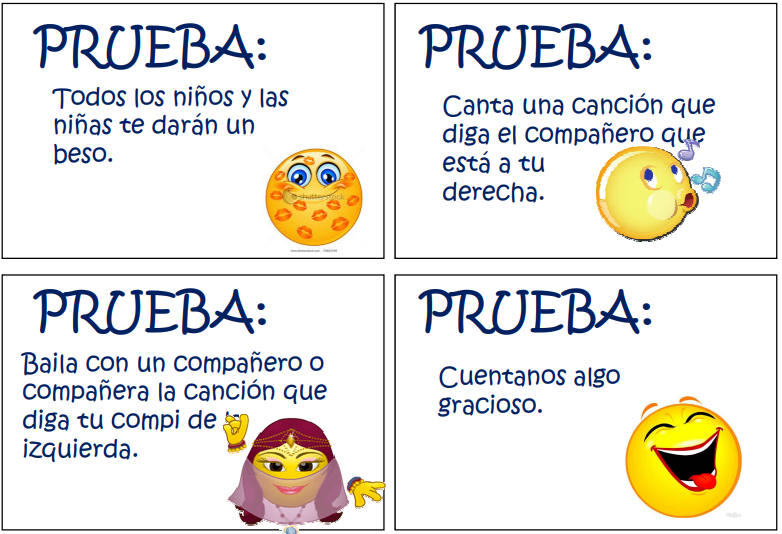 PRUEBA:
Todos los niños y las
niñas te darán un
beso.
shutterstock
PRUEBA:
Canta una canción que
diga el compañero que
está a tu
derecha.
PRUEBA:
Baila con un compañero o
compañera la canción que
diga tu compi de
izquierda.
PRUEBA:
Cuentanos algo
gracioso.